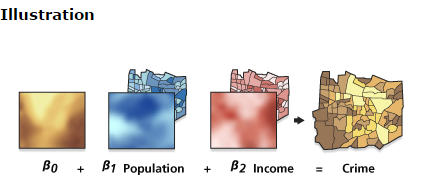 Illustration
β0 + β1 Population + β2 Income = Crime